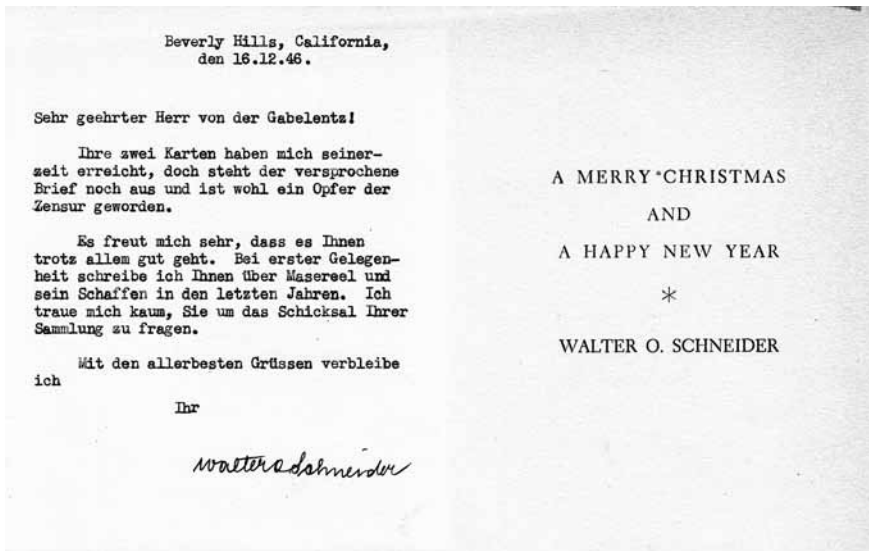 Beverly Hills, California,
den 16.12.46.
Sehr geehrter Herr von der Gabelentz!
Ihre zwei Karten haben mich seiner-
zeit erreicht, doch steht der versprochene
Brief noch aus und ist wohl ein Opfer der
Zensur geworden.
Es freut mich sehr, dass es Ihnen
trotz allem gut geht. Bei erster Gelegen-
heit schreibe ich Ihnen über Masereel und
sein Schaffen in den letzten Jahren. Ich
traue mich kaum, Sie um das Schicksal Ihrer
Sammlung zu fragen.
Mit den allerbesten Grüssen verbleibe
ich
Ihr
Walter O Schneider
A MERRY CHRISTMAS
AND
A HAPPY NEW YEAR
*
WALTER O. SCHNEIDER